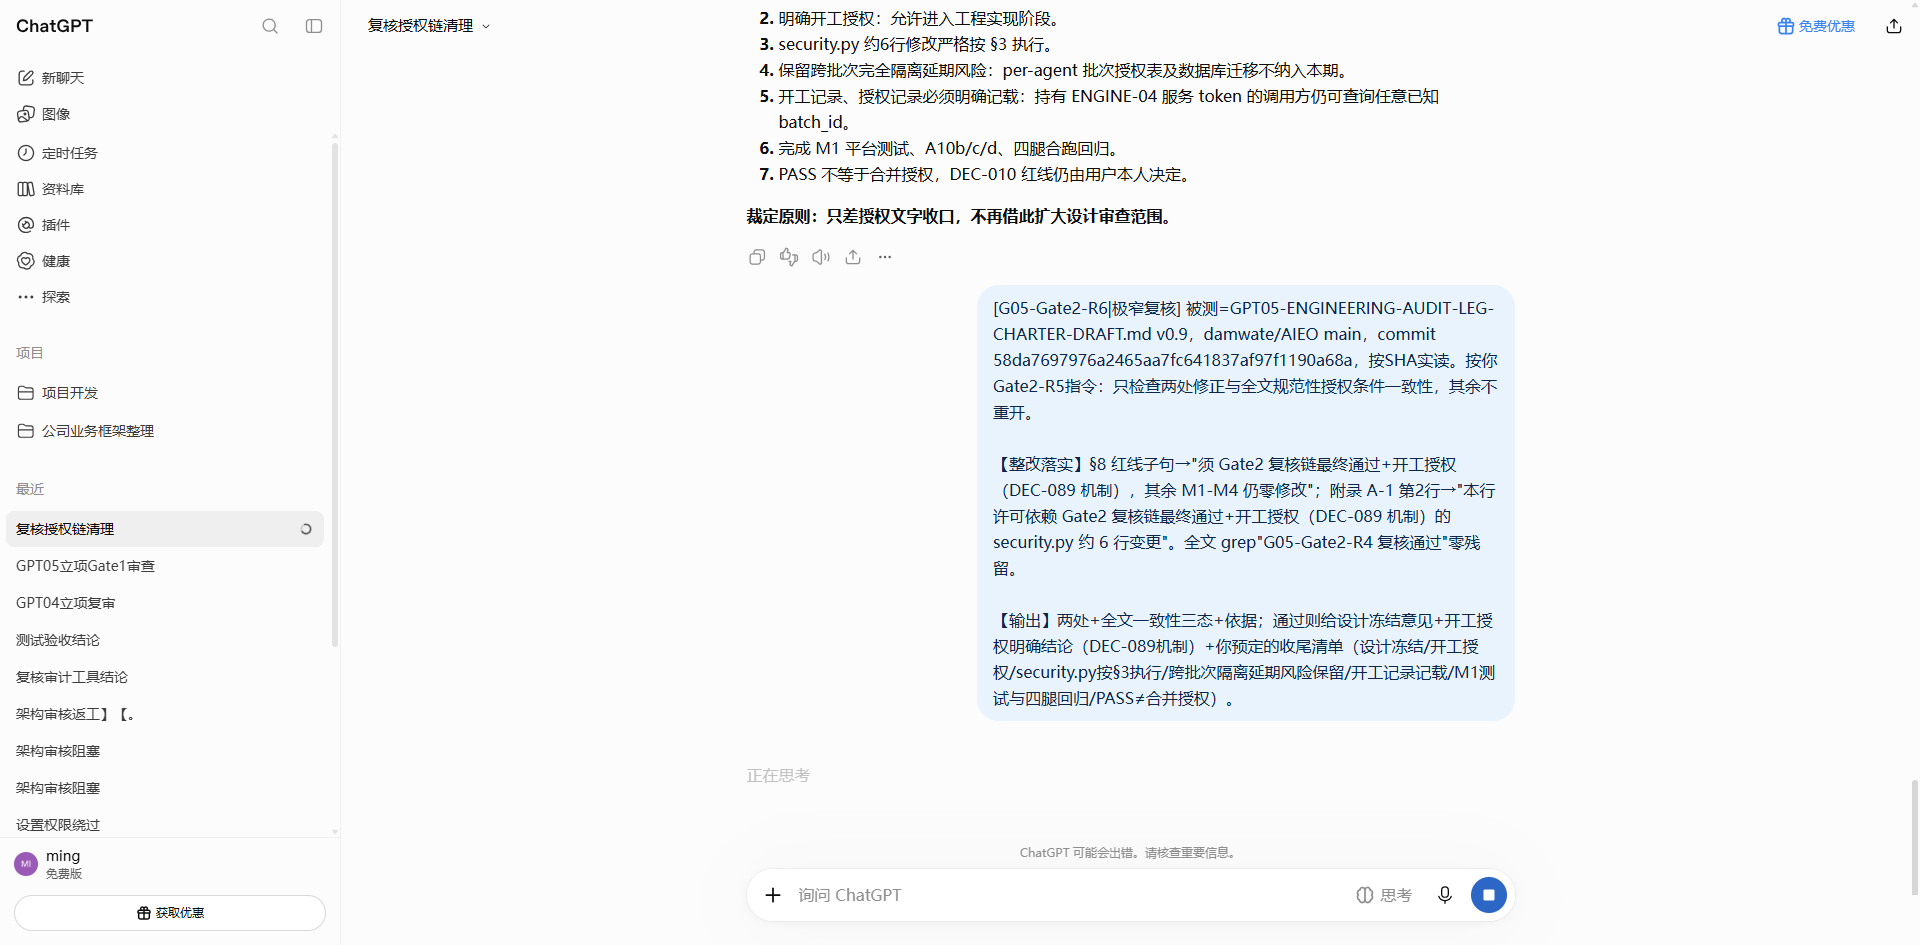 ChatGPT
新聊天
图像
定时任务
资料库
插件
健康
探索
项目
项目开发
公司业务框架整理
最近
复核授权链清理
GPT05立项Gate1审查
GPT04立项复审
测试验收结论
复核审计工具结论
架构审核返工】【。
架构审核阻塞
架构审核阻塞
设置权限绕过
MI
ming
免费版
获取优惠
复核授权链清理
免费优惠
2. 明确开工授权：允许进入工程实现阶段。
3. security.py 约6行修改严格按 §3 执行。
4. 保留跨批次完全隔离延期风险：per-agent 批次授权表及数据库迁移不纳入本期。
5. 开工记录、授权记录必须明确记载：持有 ENGINE-04 服务 token 的调用方仍可查询任意已知
batch_id。
6. 完成 M1 平台测试、A10b/c/d、四腿合跑回归。
7. PASS 不等于合并授权，DEC-010 红线仍由用户本人决定。
裁定原则：只差授权文字收口，不再借此扩大设计审查范围。
[G05-Gate2-R6|极窄复核] 被测=GPT05-ENGINEERING-AUDIT-LEG-
CHARTER-DRAFT.md v0.9，damwate/AIEO main，commit
58da7697976a2465aa7fc641837af97f1190a68a，按SHA实读。按你
Gate2-R5指令：只检查两处修正与全文规范性授权条件一致性，其余不
重开。
【整改落实】§8 红线子句→"须 Gate2 复核链最终通过+开工授权
（DEC-089 机制），其余 M1-M4 仍零修改"；附录 A-1 第2行→"本行
许可依赖 Gate2 复核链最终通过+开工授权（DEC-089 机制）的
security.py 约 6 行变更"。全文 grep"G05-Gate2-R4 复核通过"零残
留。
【输出】两处+全文一致性三态+依据；通过则给设计冻结意见+开工授
权明确结论（DEC-089机制）+你预定的收尾清单（设计冻结/开工授
权/security.py按§3执行/跨批次隔离延期风险保留/开工记录记载/M1测
试与四腿回归/PASS≠合并授权）。
正在思考
ChatGPT 可能会出错。请核查重要信息。
询问 ChatGPT
思考